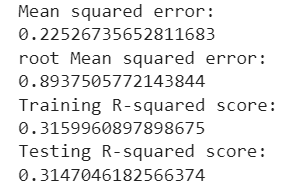 Mean squared error:
0.22526735652811683
root Mean squared error:
0.8937505772143844
Training R-squared score:
0.3159960897898675
Testing R-squared score:
0.3147046182566374